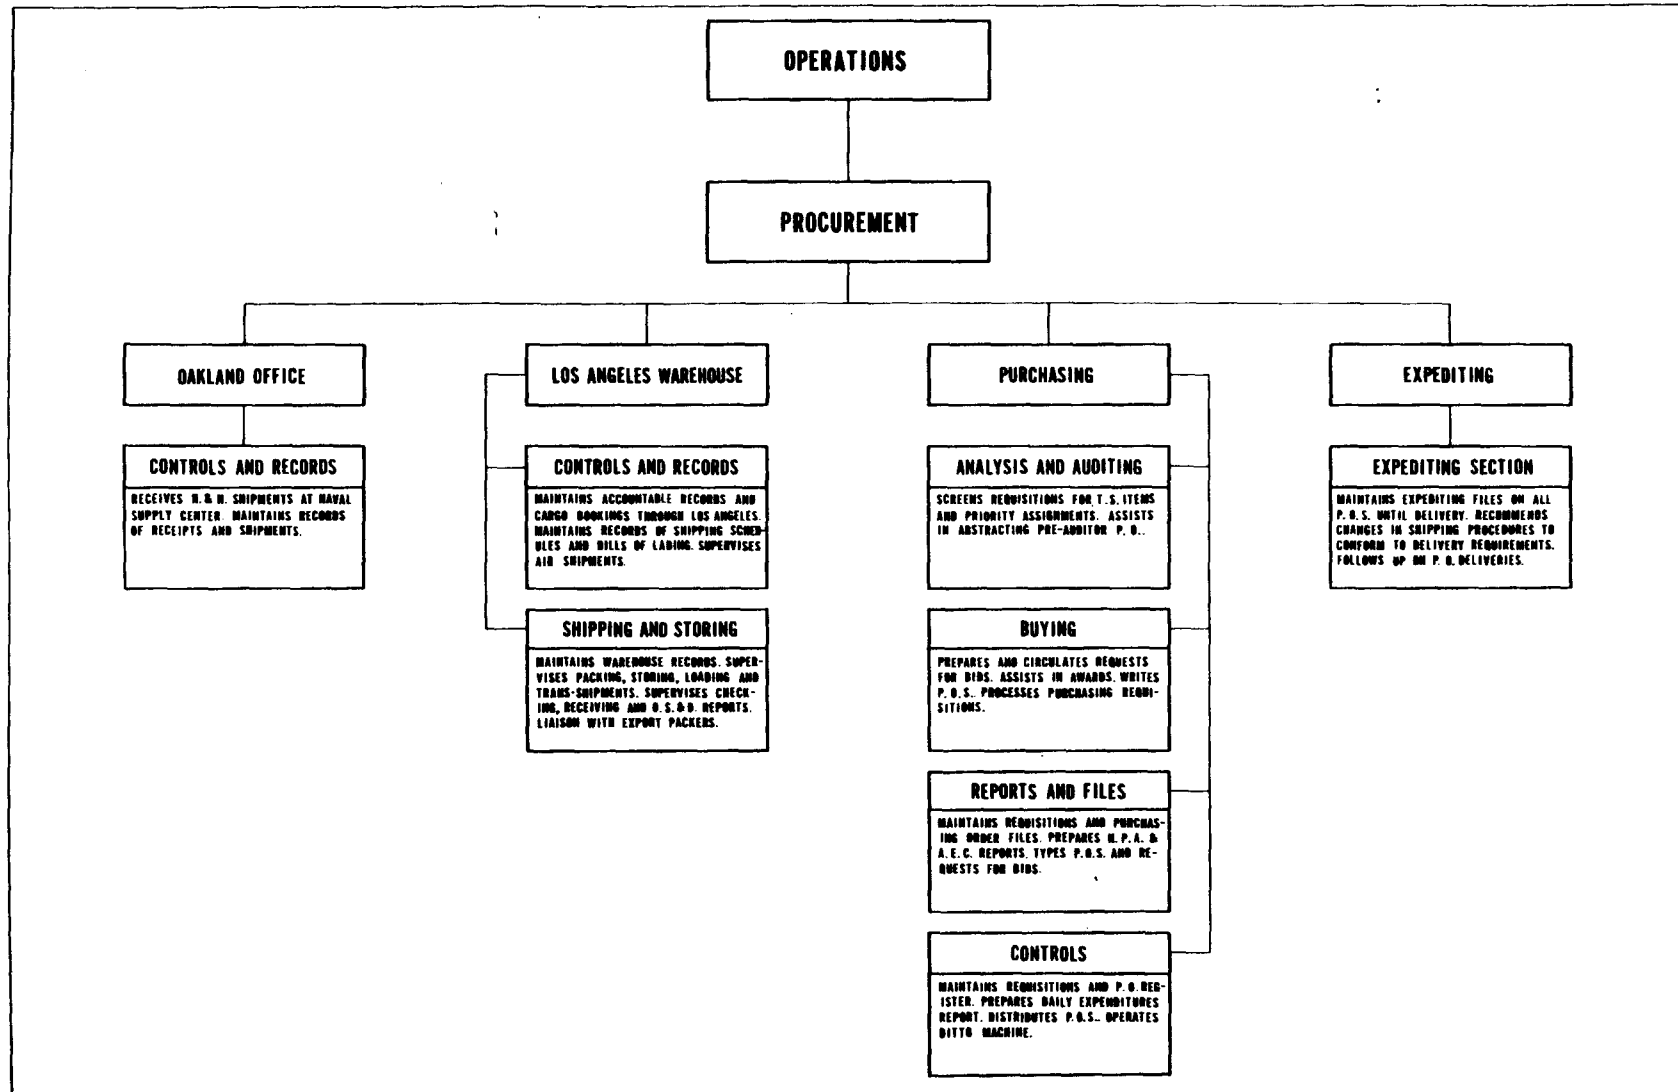 OPERATIONS
PROCUREMENT
OAKLAND OFFICE
CONTROLS AND RECORDS
RECEIVES H. & N. SHIPMENTS AT NAVAL
SUPPLY CENTER. MAINTAINS RECORDS
OF RECEIPTS AND SHIPMENTS.
LOS ANGELES WAREHOUSE
CONTROLS AND RECORDS
MAINTAINS ACCOUNTABLE RECORDS AND
CARGO BOOKINGS THROUGH LOS ANGELES.
MAINTAINS RECORDS OF SHIPPING SCHED-
ULES AND BILLS OF LADING. SUPERVISES
AIR SHIPMENTS.
SHIPPING AND STORING
MAINTAINS WAREHOUSE RECORDS. SUPER-
VISES PACKING, STORING, LOADING AND
TRANS-SHIPMENTS. SUPERVISES CHECK-
ING, RECEIVING AND O.S.&D. REPORTS.
LIAISON WITH EXPORT PACKERS.
PURCHASING
ANALYSIS AND AUDITING
SCREENS REQUISITIONS FOR T.S. ITEMS
AND PRIORITY ASSIGNMENTS. ASSISTS
IN ABSTRACTING PRE-AUDITOR P.O..
BUYING
PREPARES AND CIRCULATES REQUESTS
FOR BIDS. ASSISTS IN AWARDS. WRITES
P.O.S.. PROCESSES PURCHASING REQUI-
SITIONS.
REPORTS AND FILES
MAINTAINS REQUISITIONS AND PURCHAS-
ING ORDER FILES. PREPARES N.P.A. &
A.E.C. REPORTS. TYPES P.O.S. AND RE-
QUESTS FOR BIDS.
CONTROLS
MAINTAINS REQUISITIONS AND P.O. REG-
ISTER. PREPARES DAILY EXPENDITURES
REPORT. DISTRIBUTES P.O.S.. OPERATES
DITTO MACHINE.
EXPEDITING
EXPEDITING SECTION
MAINTAINS EXPEDITING FILES ON ALL
P.O.S. UNTIL DELIVERY. RECOMMENDS
CHANGES IN SHIPPING PROCEDURES TO
CONFORM TO DELIVERY REQUIREMENTS.
FOLLOWS UP ON P.O. DELIVERIES.